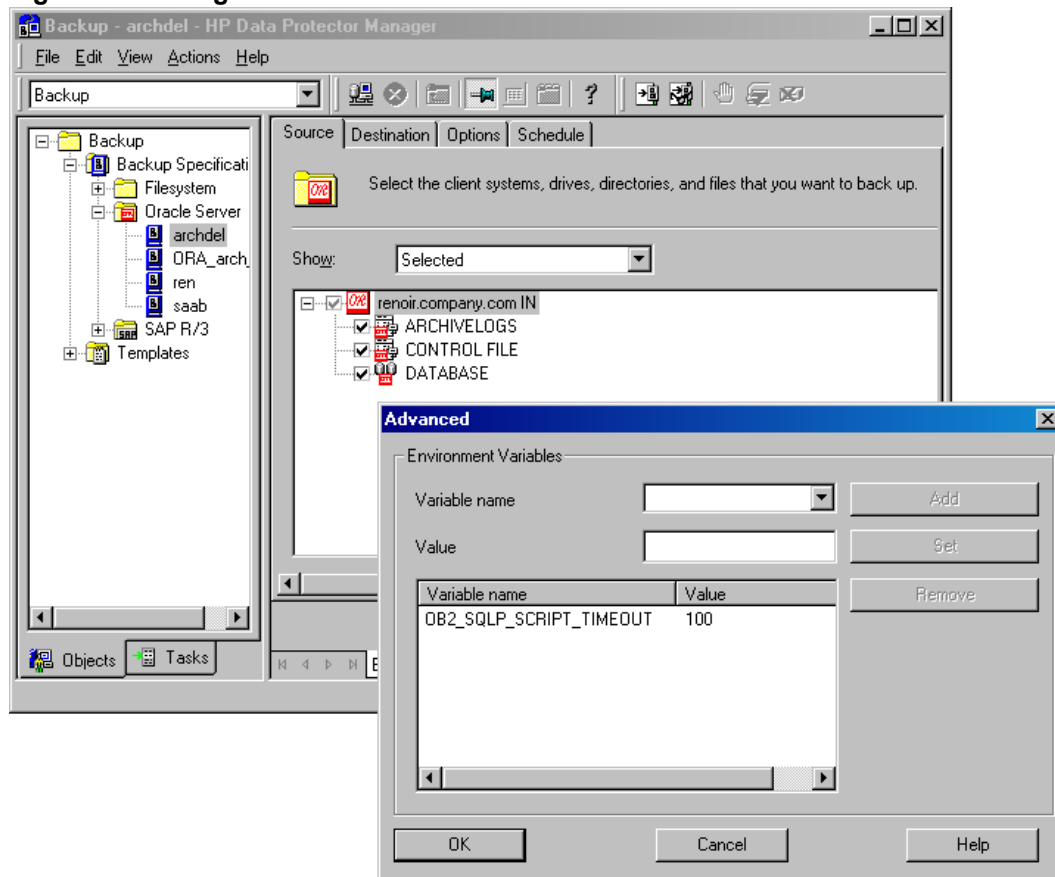 Backup - archdel - HP Data Protector Manager
File Edit View Actions Help
Backup
Backup
Backup Specificati
Filesystem
Oracle Server
archdel
ORA_arch_
ren
saab
SAP R/3
Templates
Objects Tasks
Source Destination Options Schedule
Select the client systems, drives, directories, and files that you want to back up.
Show: Selected
renoir.company.com IN
ARCHIVELOGS
CONTROL FILE
DATABASE
Advanced
Environment Variables
Variable name Add
Value Set
Variable name Value Remove
OB2_SQLP_SCRIPT_TIMEOUT 100
OK Cancel Help